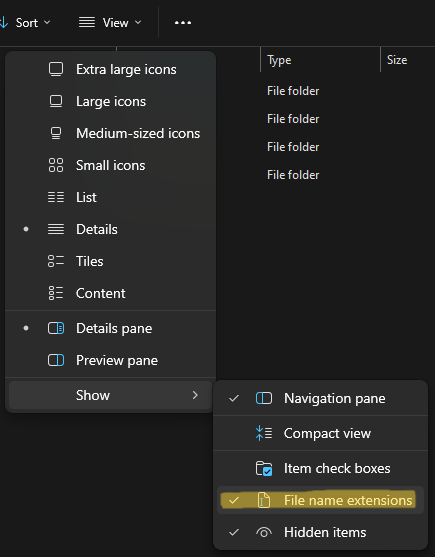 Sort
View
Type
Size
Extra large icons
Large icons
Medium-sized icons
Small icons
List
Details
Tiles
Content
Details pane
Preview pane
Show
File folder
File folder
File folder
File folder
Navigation pane
Compact view
Item check boxes
File name extensions
Hidden items